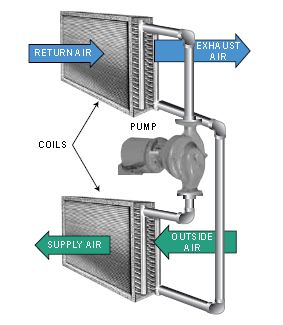 RETURN AIR
EXHAUST
AIR
PUMP
COILS
SUPPLY AIR
OUTSIDE
AIR